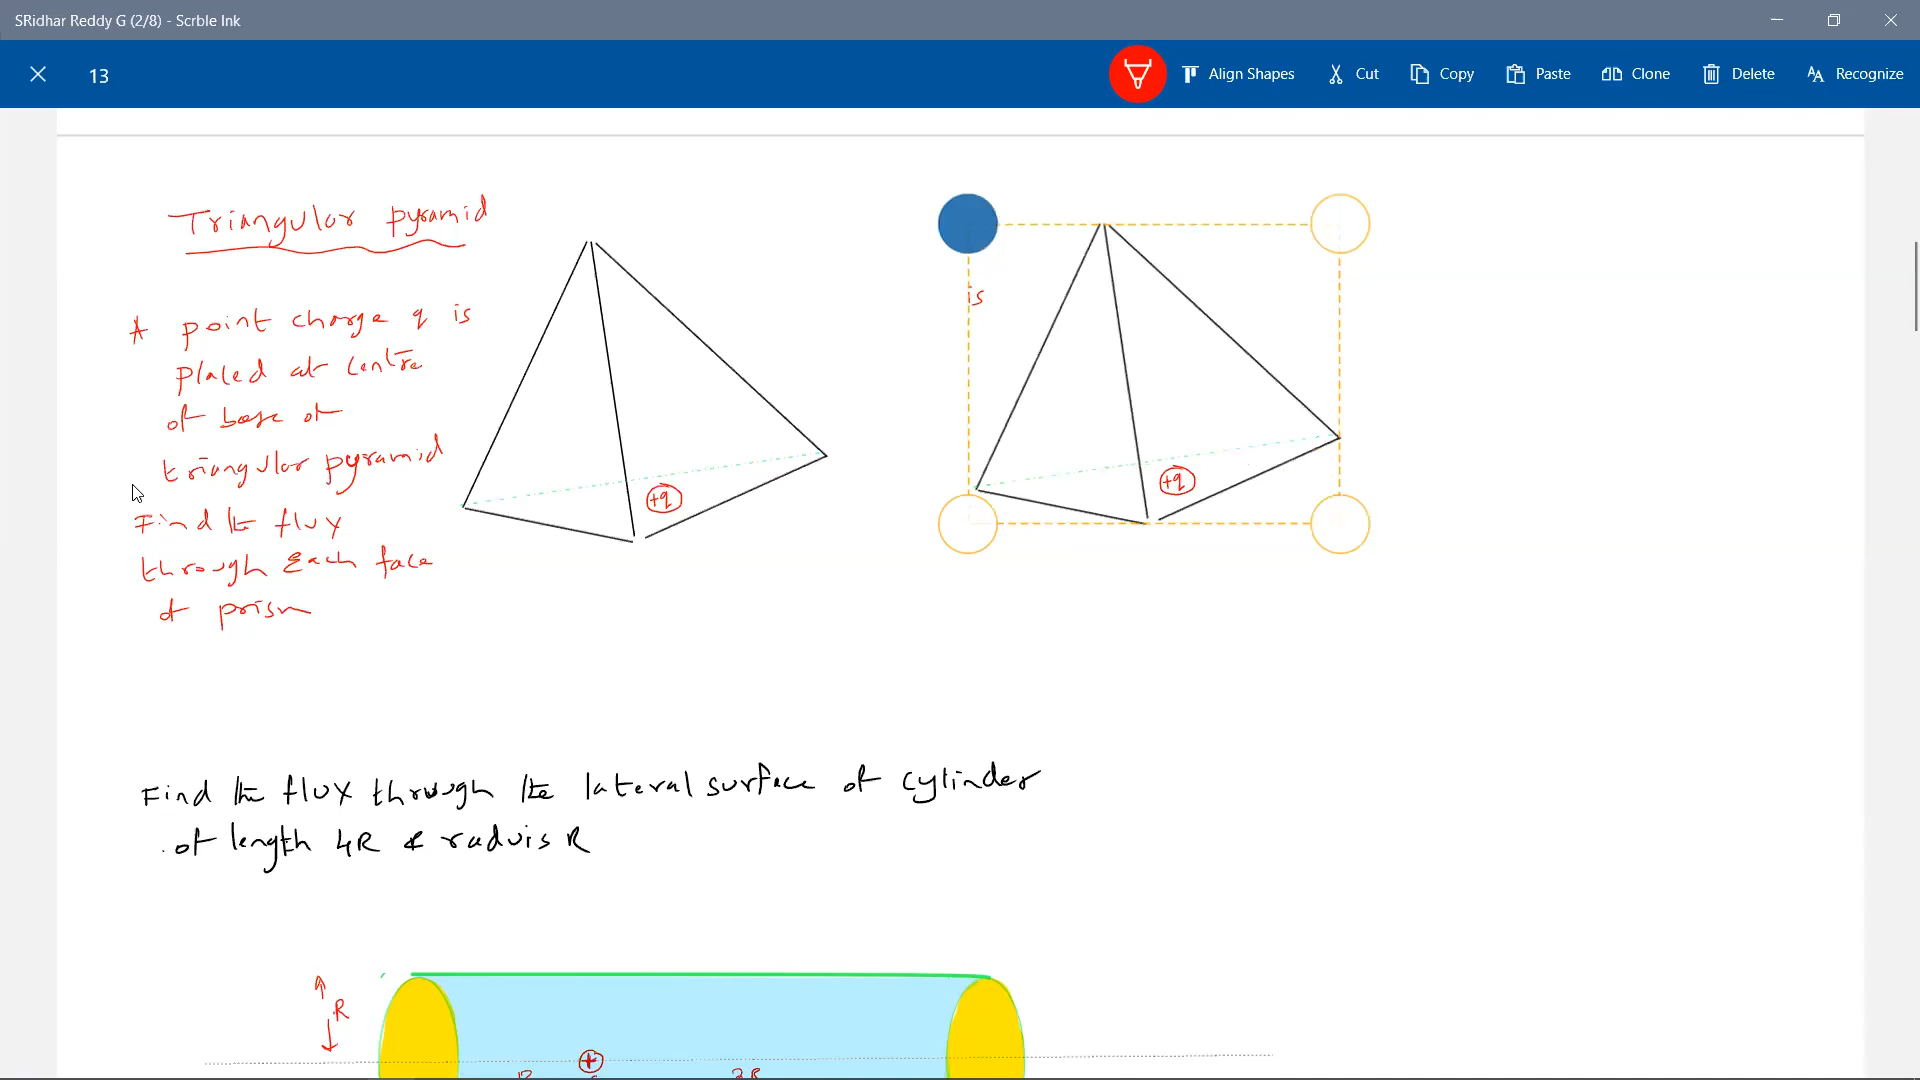 SRidhar Reddy G (2/8) - Scrble Ink
13
Align Shapes
Cut
Copy
Paste
Clone
Delete
Recognize
Triangular pyramid
A point charge q is
placed at centre
of base of
triangular pyramid
Find the flux
through Each face
of prism
+q
is
+q
Find the flux through the lateral surface of cylinder
of length 4R & raduis R
R
+